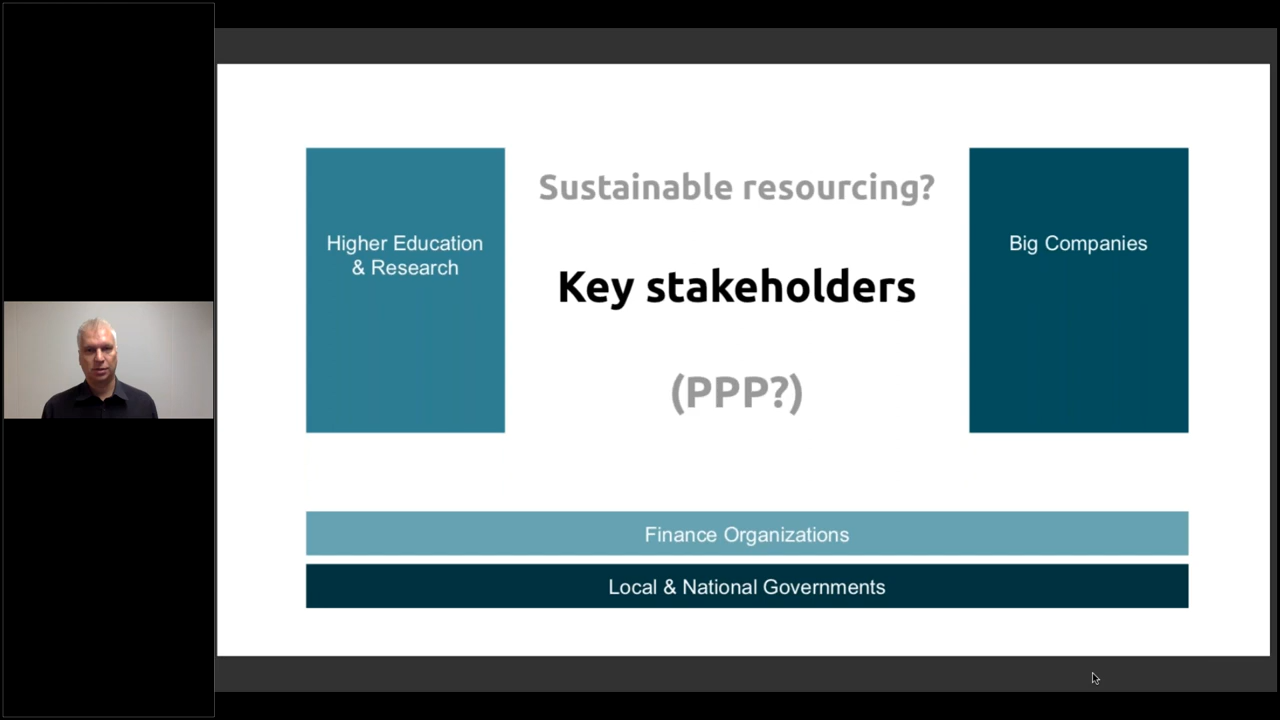 Sustainable resourcing?
Higher Education
& Research
Big Companies
Key stakeholders
(PPP?)
Finance Organizations
Local & National Governments